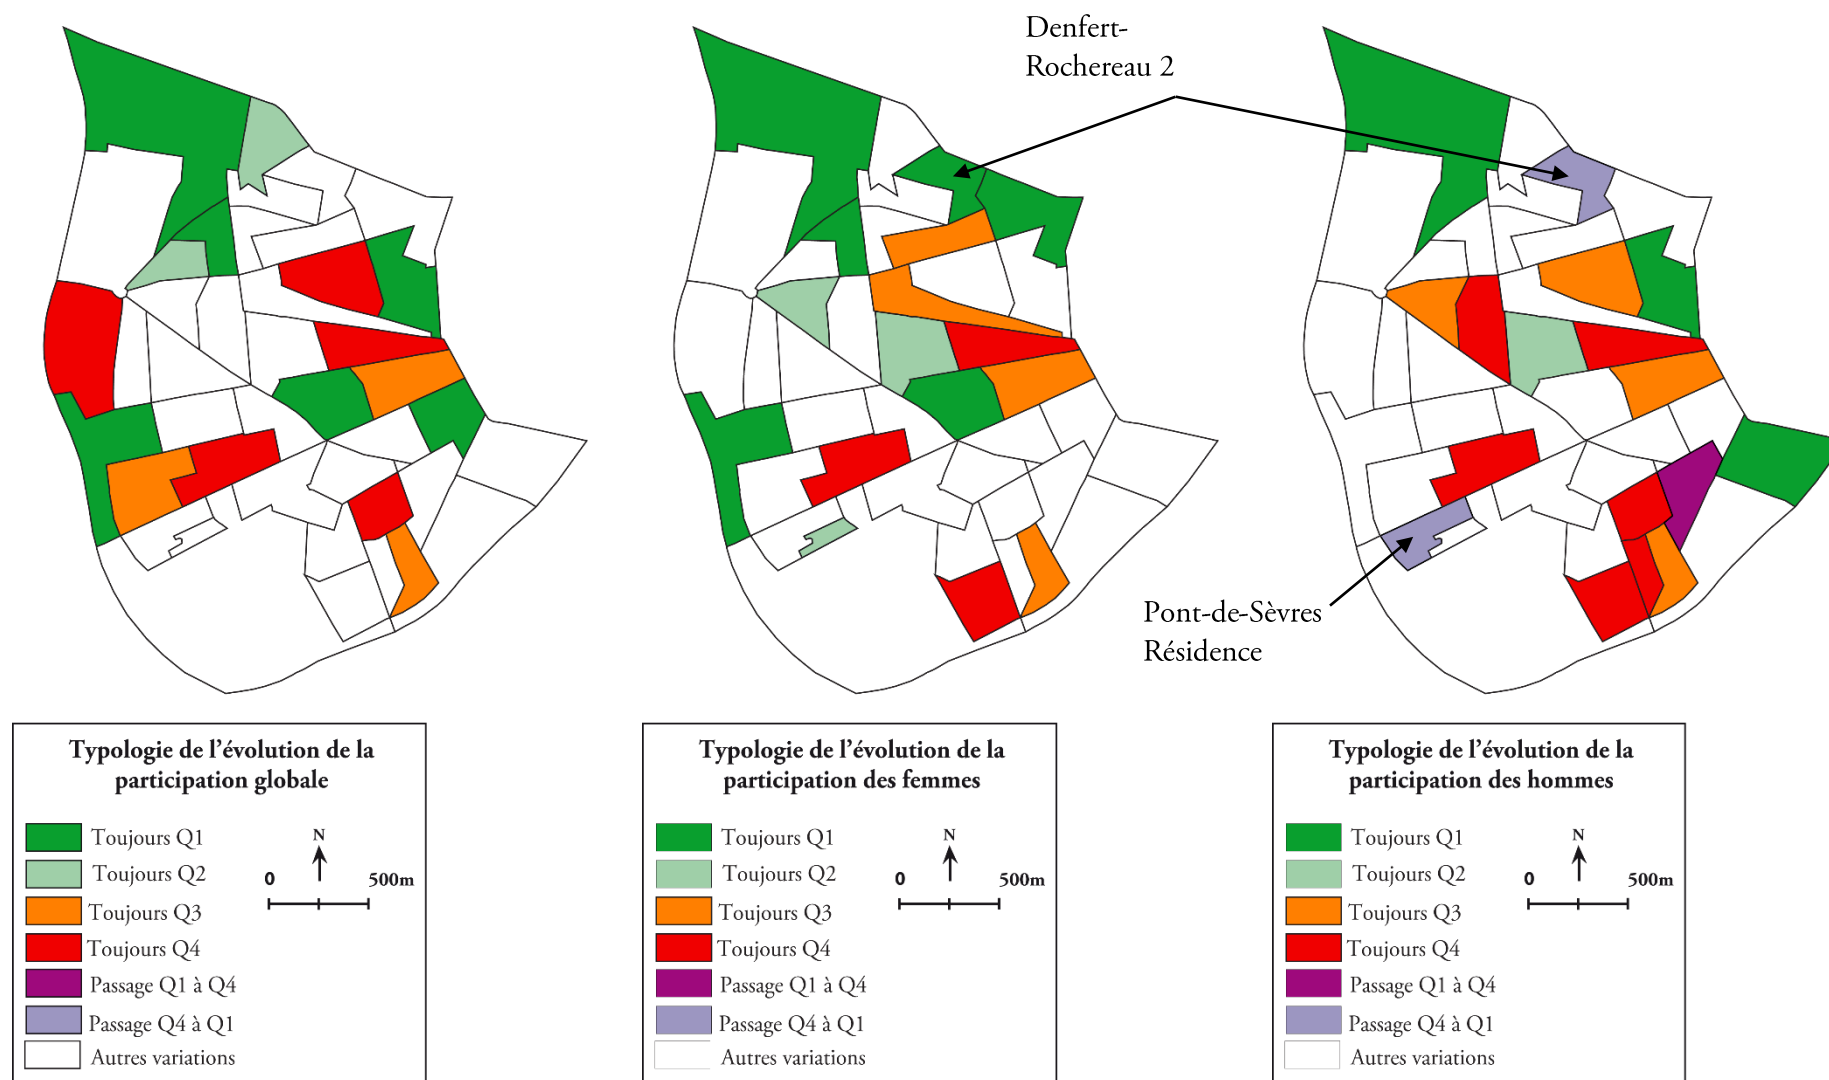 Denfert-
Rochereau 2
Pont-de-Sèvres
Résidence
Typologie de l'évolution de la
participation globale
Toujours Q1
Toujours Q2
Toujours Q3
Toujours Q4
Passage Q1 à Q4
Passage Q4 à Q1
Autres variations
N
0 500m
Typologie de l'évolution de la
participation des femmes
Toujours Q1
Toujours Q2
Toujours Q3
Toujours Q4
Passage Q1 à Q4
Passage Q4 à Q1
Autres variations
N
0 500m
Typologie de l'évolution de la
participation des hommes
Toujours Q1
Toujours Q2
Toujours Q3
Toujours Q4
Passage Q1 à Q4
Passage Q4 à Q1
Autres variations
N
0 500m